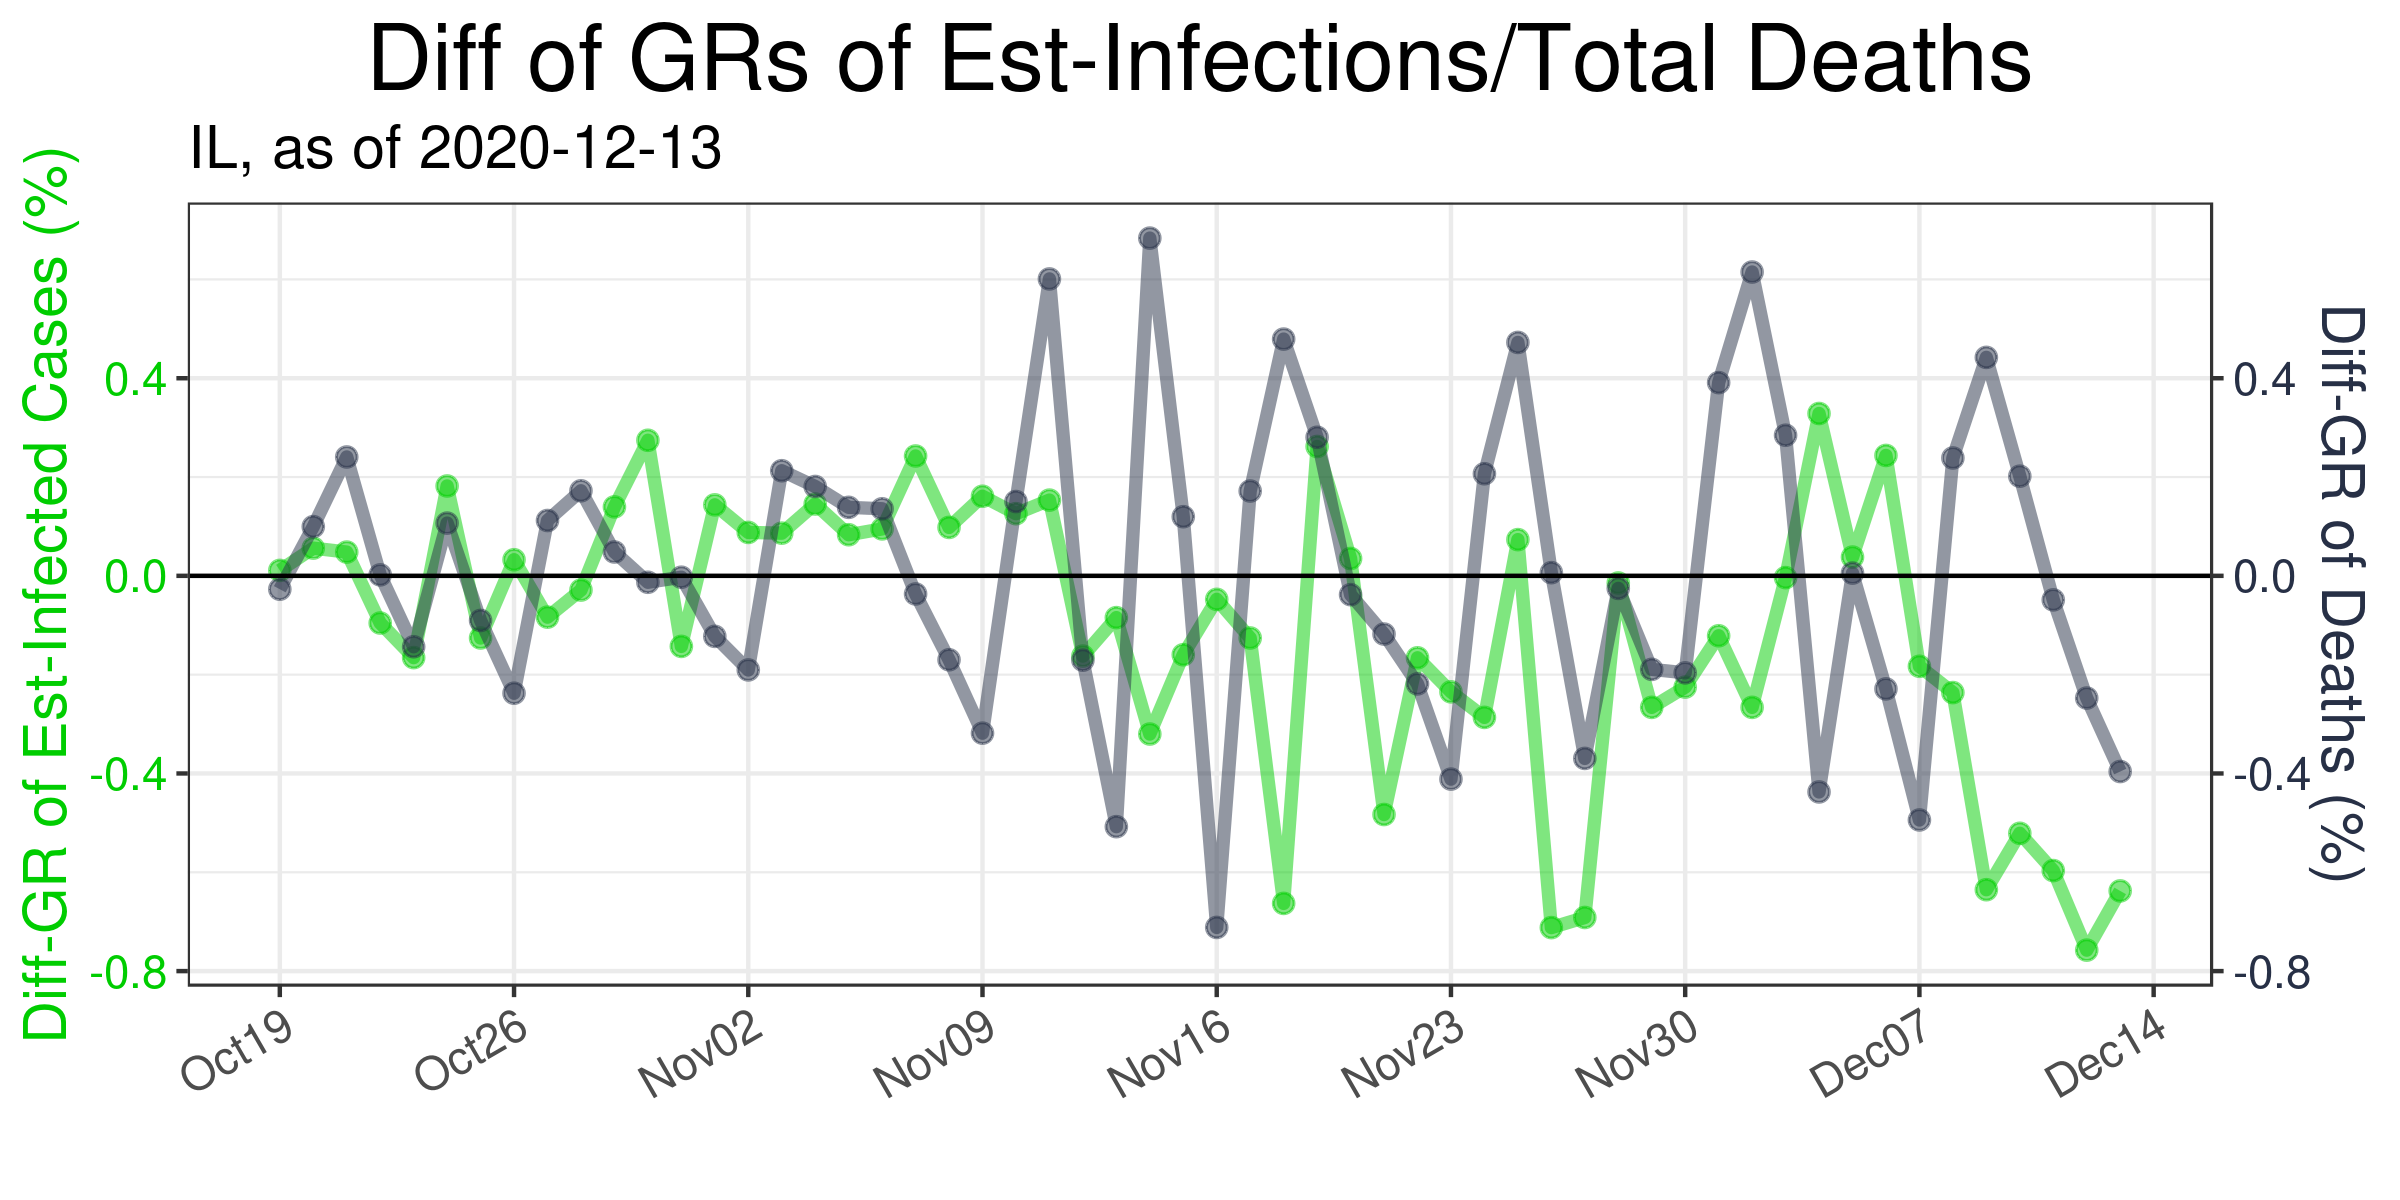 Diff of GRs of Est-Infections/Total Deaths
IL, as of 2020-12-13
Diff-GR of Est-Infected Cases (%)
0.4
0.0
-0.4
-0.8
0.4
0.0
-0.4
-0.8
Diff-GR of Deaths (%)
Oct19
Oct26
Nov02
Nov09
Nov16
Nov23
Nov30
Dec07
Dec14